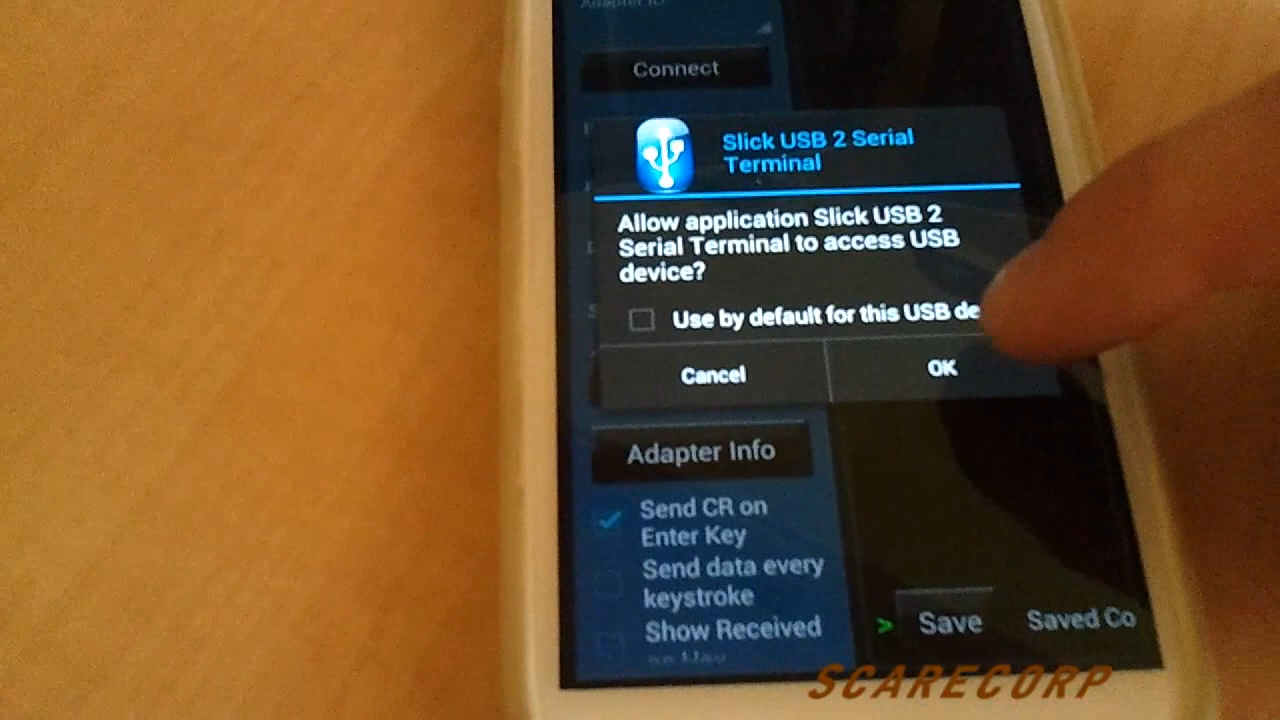 Adapter ID:
Connect
Slick USB 2 Serial
Terminal
Allow application Slick USB 2
Serial Terminal to access USB
device?
Use by default for this USB de
Cancel
OK
Adapter Info
Send CR on
Enter Key
Send data every
keystroke
Show Received
> Save Saved Co
SCARECORP